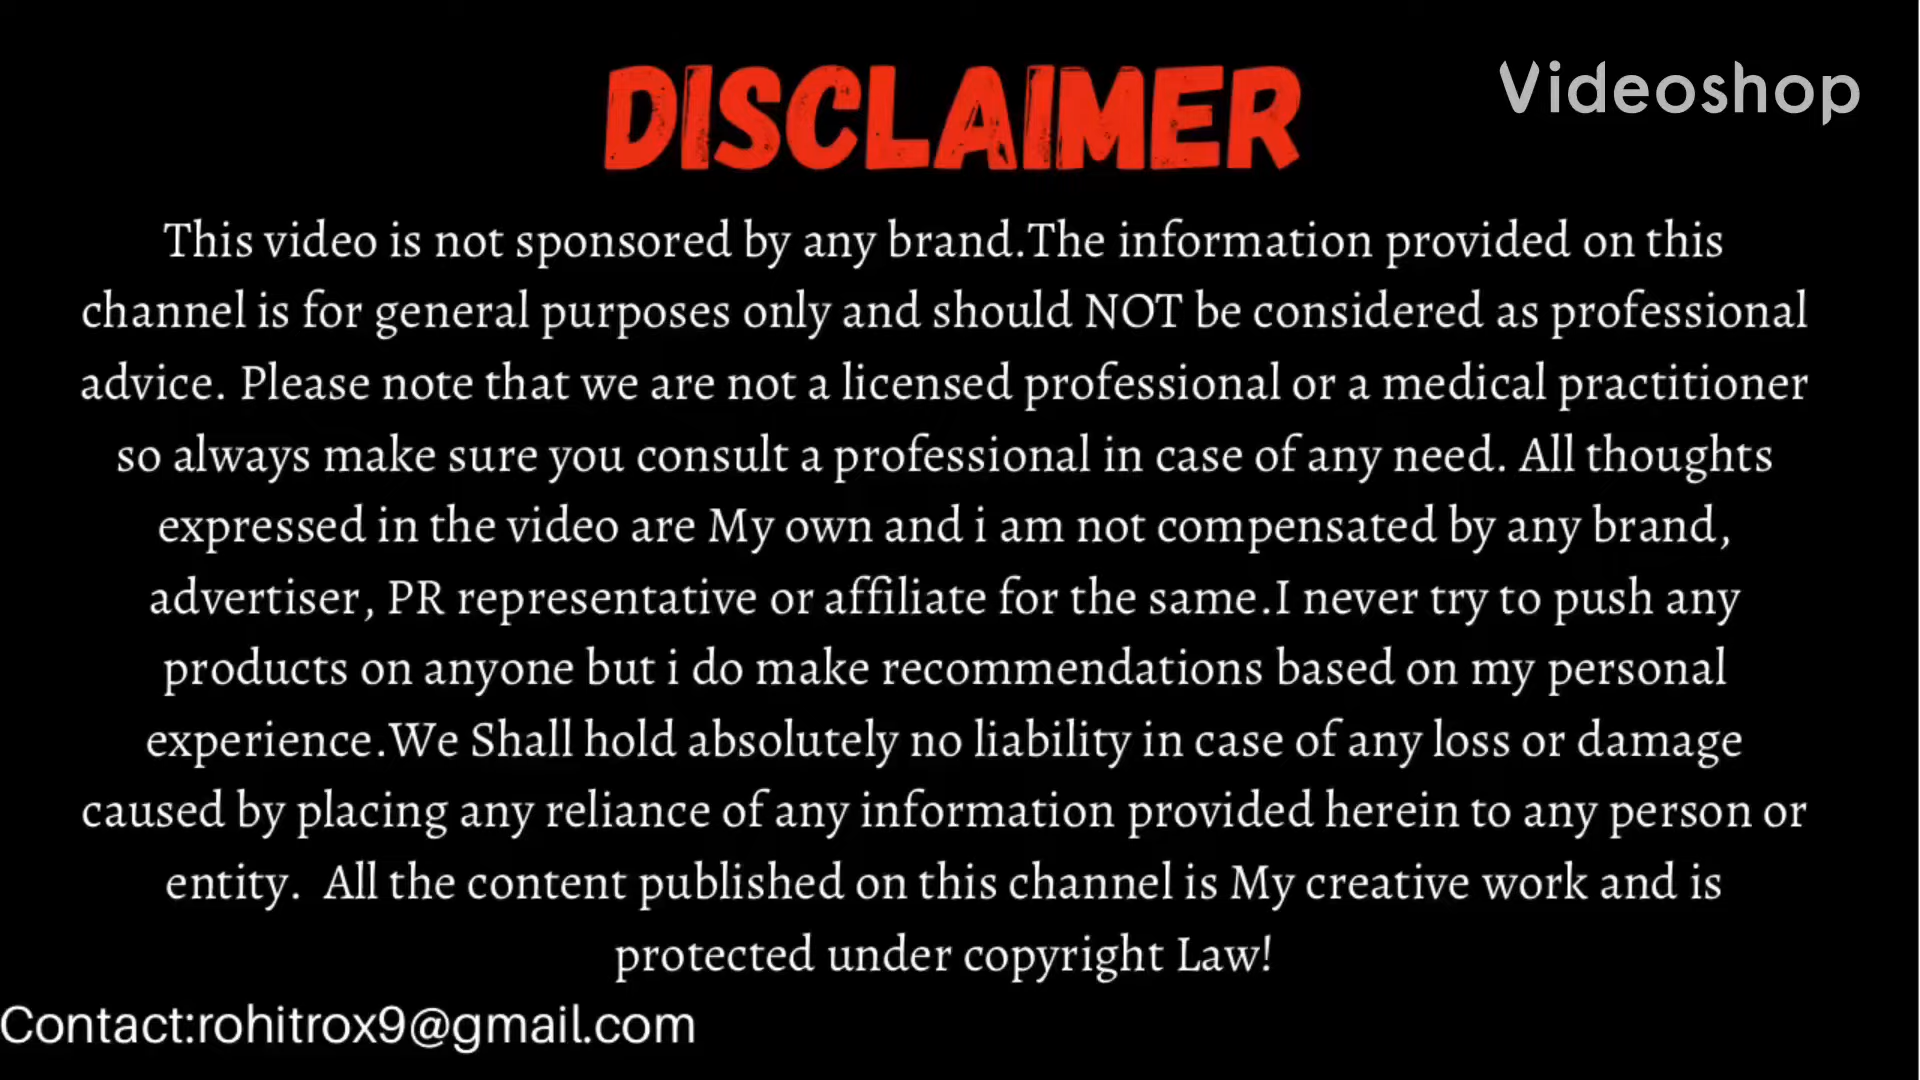 DISCLAIMER
Videoshop
This video is not sponsored by any brand.The information provided on this
channel is for general purposes only and should NOT be considered as professional
advice. Please note that we are not a licensed professional or a medical practitioner
so always make sure you consult a professional in case of any need. All thoughts
expressed in the video are My own and i am not compensated by any brand,
advertiser, PR representative or affiliate for the same.I never try to push any
products on anyone but i do make recommendations based on my personal
experience.We Shall hold absolutely no liability in case of any loss or damage
caused by placing any reliance of any information provided herein to any person or
entity.  All the content published on this channel is My creative work and is
protected under copyright Law!
Contact:rohitrox9@gmail.com